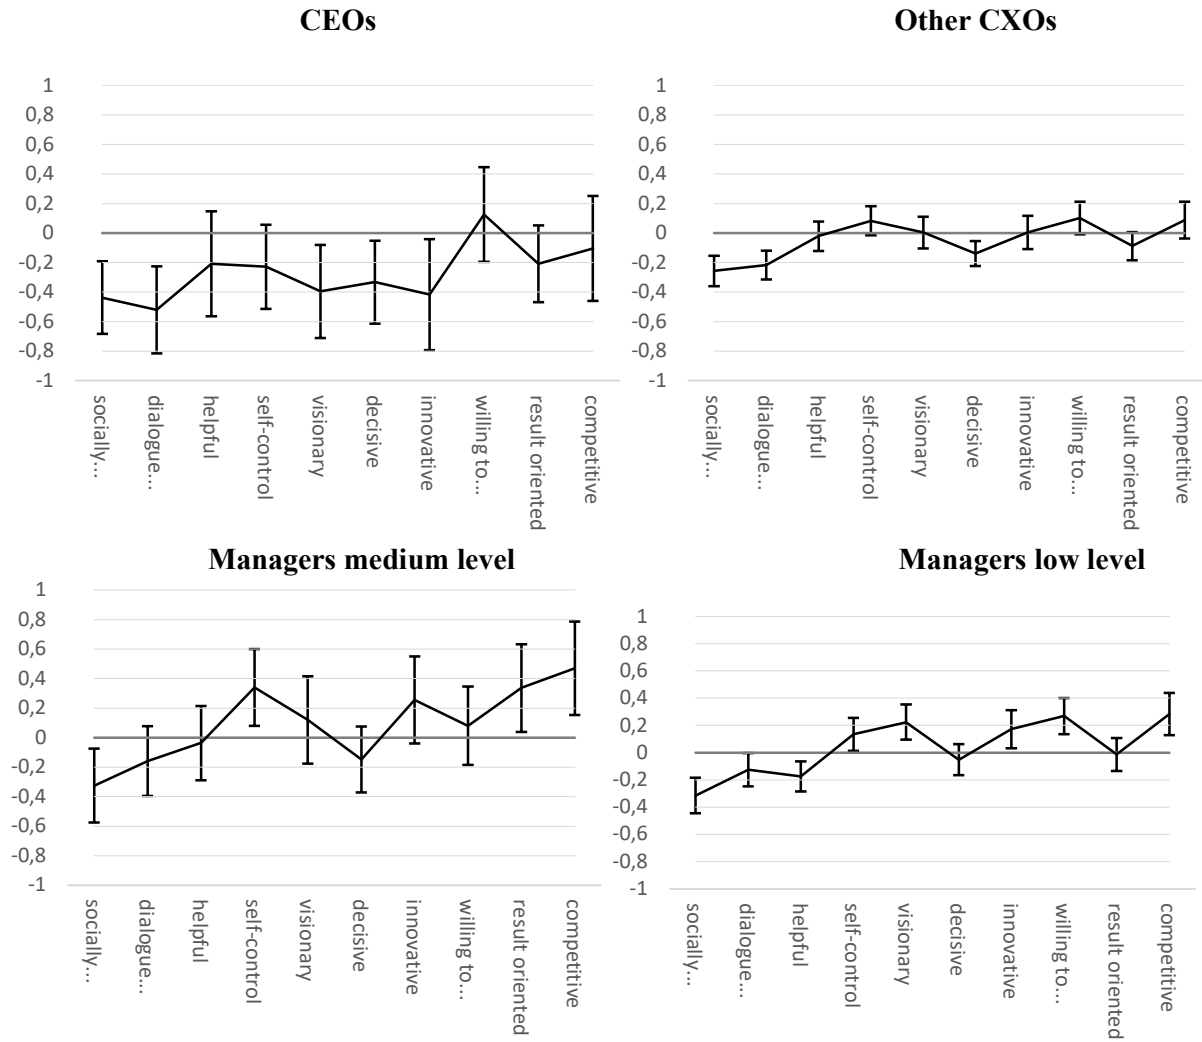 CEOs
1
0,8
0,6
0,4
0,2
0
-0,2
-0,4
-0,6
-0,8
-1
socially...
dialogue...
helpful
self-control
visionary
decisive
innovative
willing to...
result oriented
competitive
Other CXOs
1
0,8
0,6
0,4
0,2
0
-0,2
-0,4
-0,6
-0,8
-1
socially...
dialogue...
helpful
self-control
visionary
decisive
innovative
willing to...
result oriented
competitive
Managers medium level
1
0,8
0,6
0,4
0,2
0
-0,2
-0,4
-0,6
-0,8
-1
socially...
dialogue...
helpful
self-control
visionary
decisive
innovative
willing to...
result oriented
competitive
Managers low level
1
0,8
0,6
0,4
0,2
0
-0,2
-0,4
-0,6
-0,8
-1
socially...
dialogue...
helpful
self-control
visionary
decisive
innovative
willing to...
result oriented
competitive